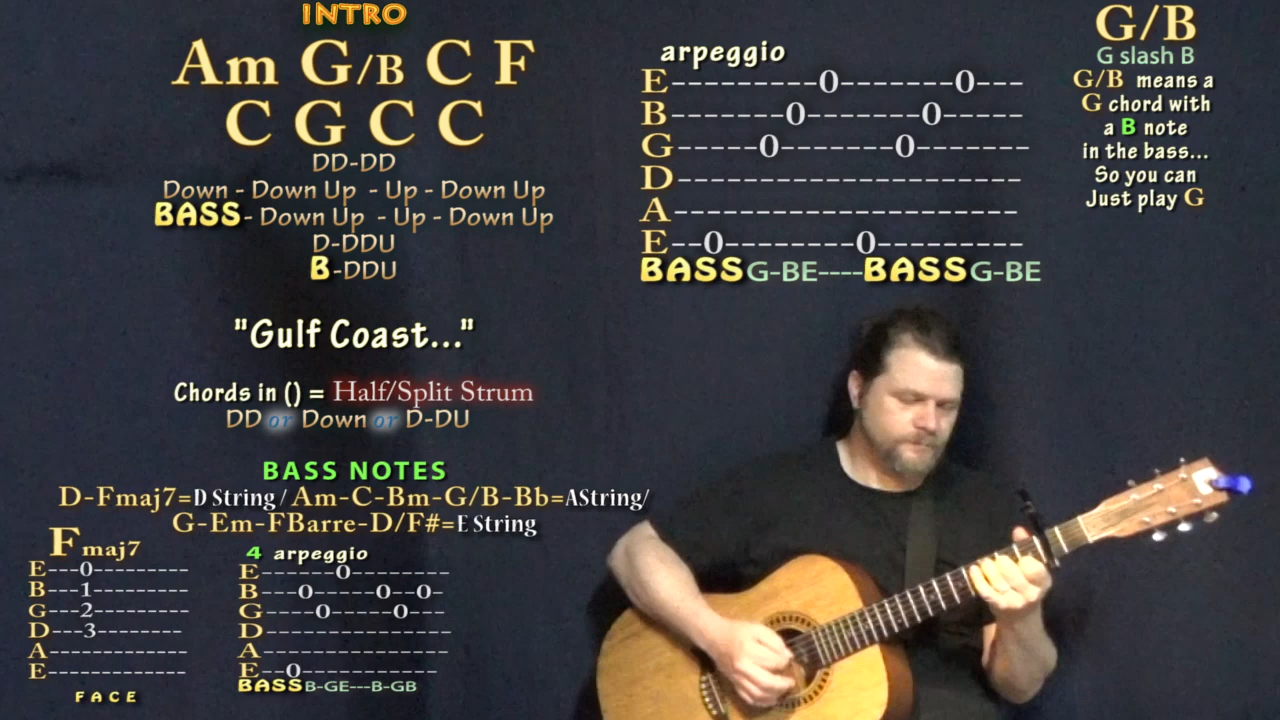 INTRO
Am G/B C F
C G C C
DD-DD
Down - Down Up - Up - Down Up
BASS- Down Up - Up - Down Up
D-DDU
B-DDU
"Gulf Coast..."
Chords in () = Half/Split Strum
DD or Down or D-DU
BASS NOTES
D-Fmaj7=D String / Am-C-Bm-G/B-Bb=AString/
G-Em-FBarre-D/F#=E String
Fmaj7
E---0---------
B---1---------
G---2---------
D---3---------
A-------------
E-------------
F A C E
4 arpeggio
E------0---------
B---0------0--0-
G-----0------0---
D----------------
A----------------
E--0-------------
BASSB-GE---B-GB
arpeggio
E---------0-------0----
B-------0-------0-----
G-----0-------0-------
D---------------------
A---------------------
E--0---------0---------
BASSG-BE----BASSG-BE
G/B
G slash B
G/B means a
G chord with
a B note
in the bass...
So you can
Just play G